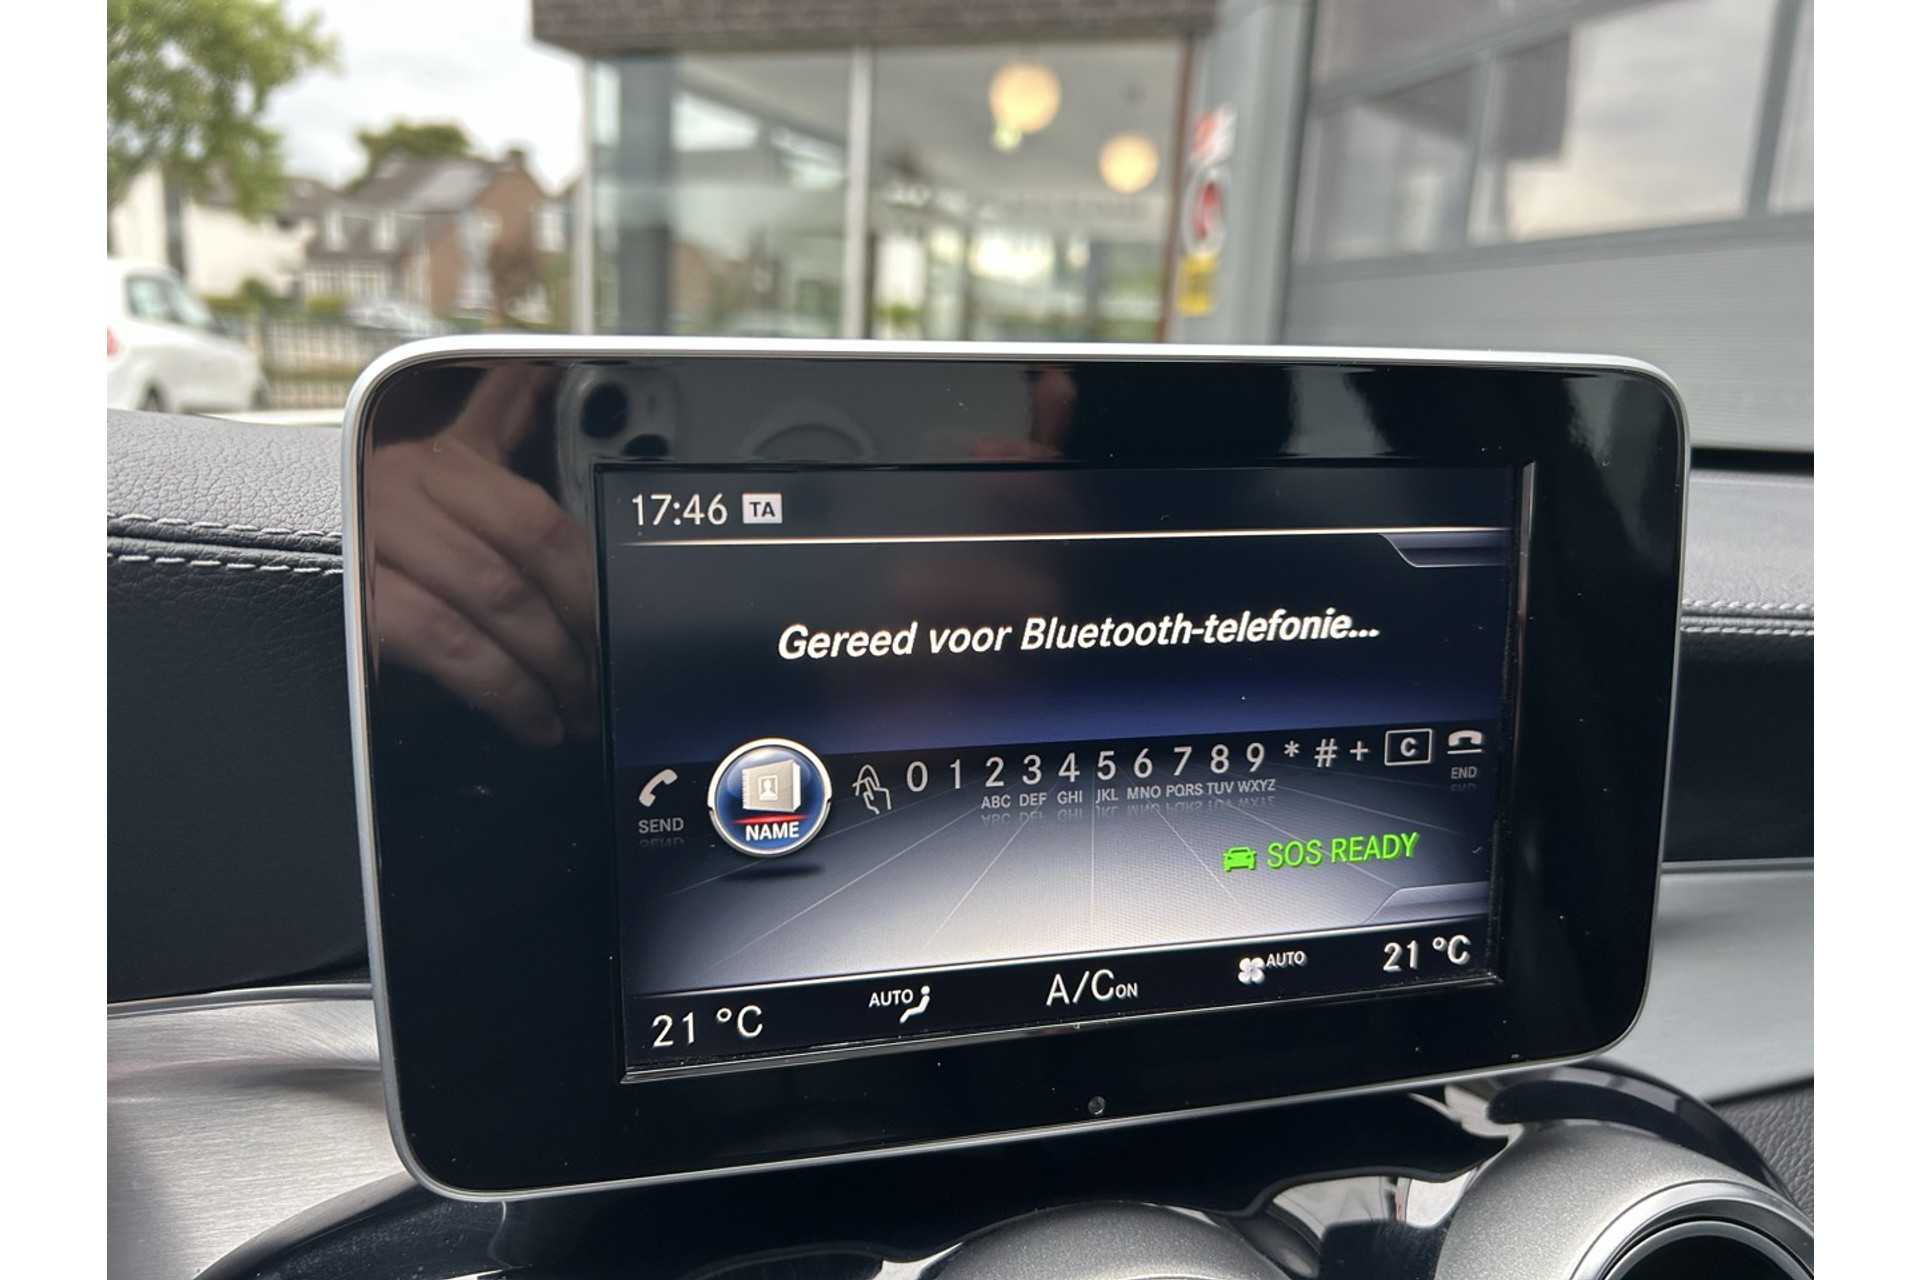 17:46 TA
Gereed voor Bluetooth-telefonie...
SEND NAME 0 1 2 3 4 5 6 7 8 9 * # + C END
ABC DEF GHI JKL MNO PQRS TUV WXYZ
SOS READY
21 °C AUTO A/C ON AUTO 21 °C